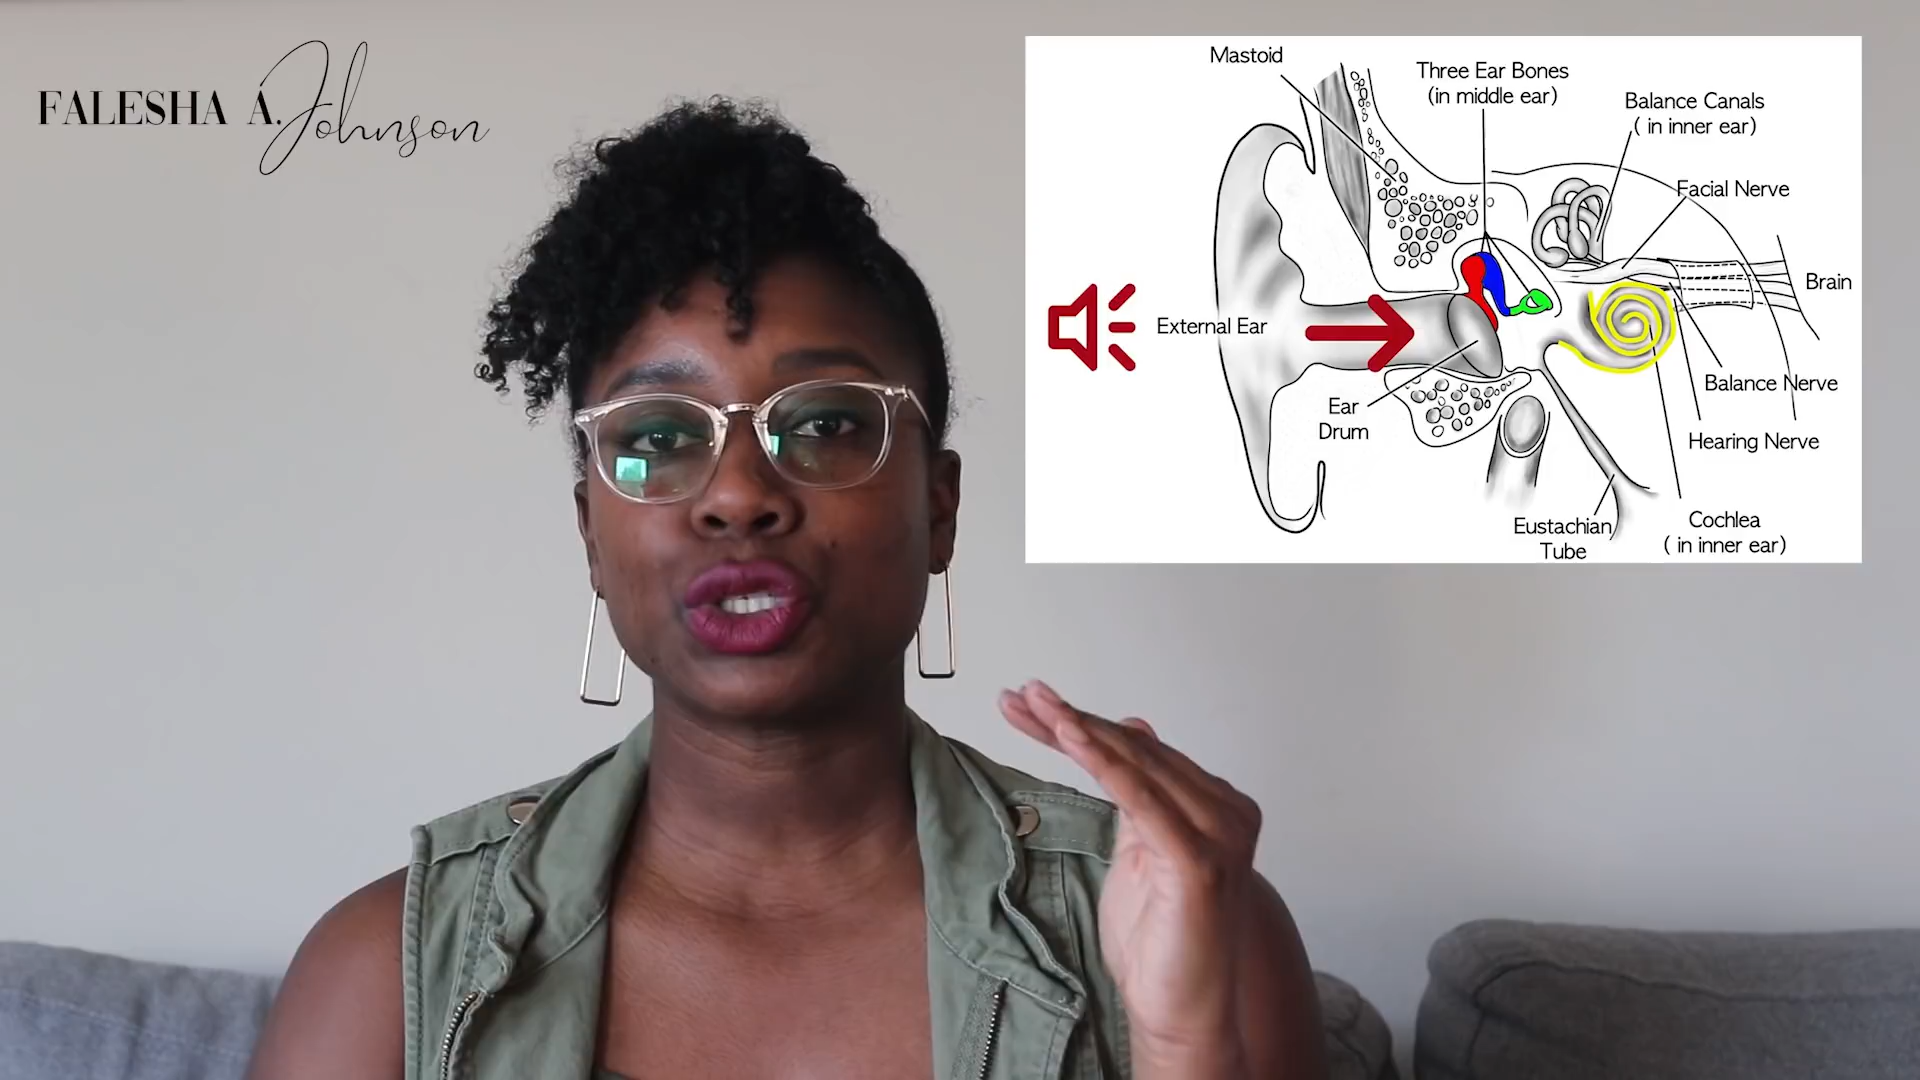 FALESHA A. Johnson
Mastoid
Three Ear Bones
(in middle ear)
Balance Canals
( in inner ear)
Facial Nerve
Brain
External Ear
Balance Nerve
Ear
Drum
Hearing Nerve
Eustachian
Tube
Cochlea
( in inner ear)